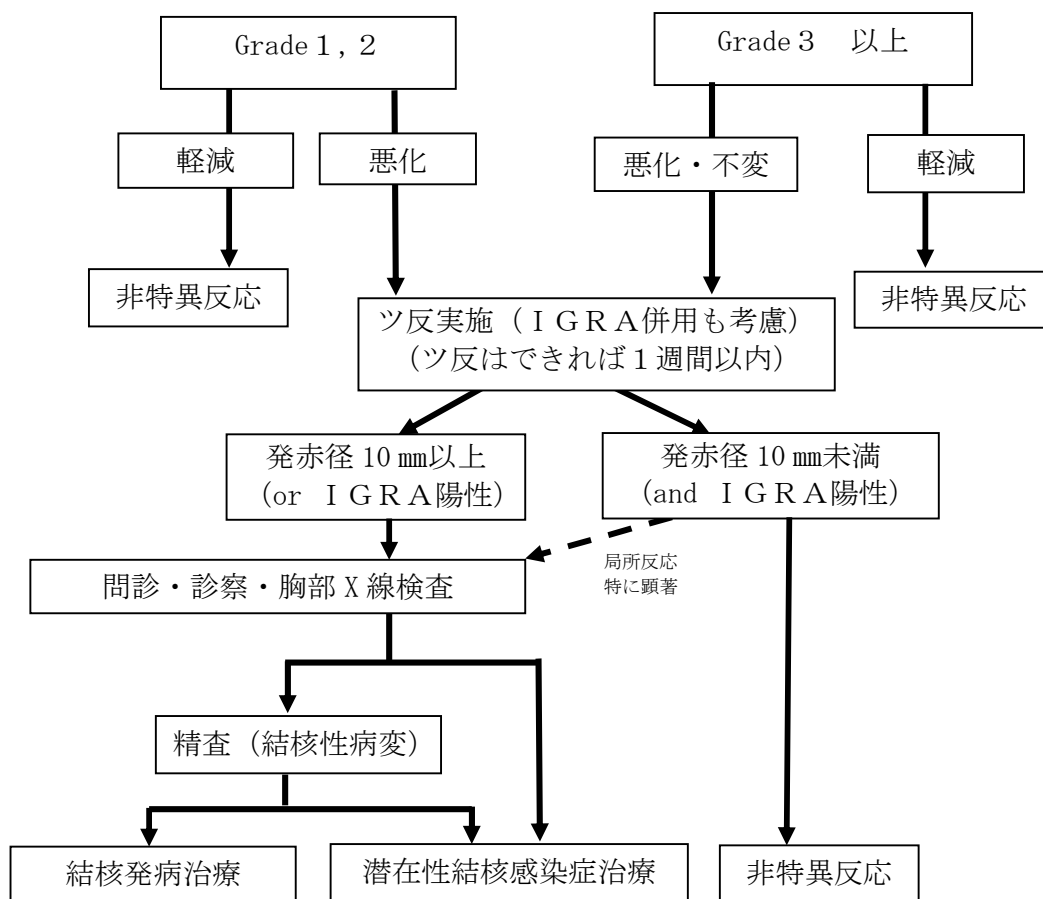 Grade１，２
Grade３　以上
軽減
悪化
悪化・不変
軽減
非特異反応
非特異反応
ツ反実施（ＩＧＲＡ併用も考慮）
（ツ反はできれば１週間以内）
発赤径 10 mm以上
（or ＩＧＲＡ陽性）
発赤径 10 mm未満
（and ＩＧＲＡ陽性）
局所反応
特に顕著
問診・診察・胸部 X 線検査
精査（結核性病変）
結核発病治療
潜在性結核感染症治療
非特異反応